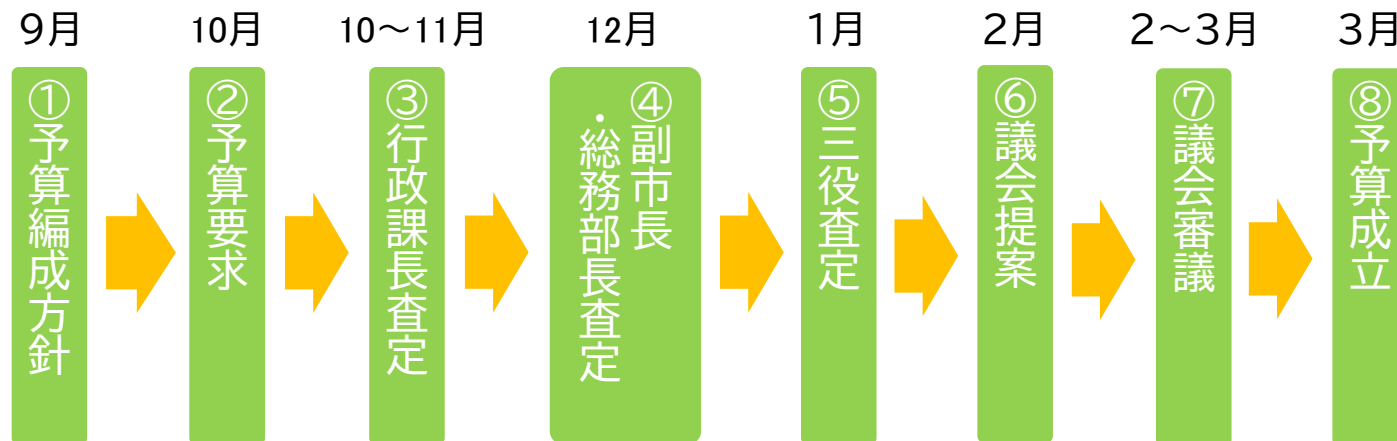 9月
①予算編成方針
10月
②予算要求
10～11月
③行政課長査定
12月
④副市長
・総務部長査定
1月
⑤三役査定
2月
⑥議会提案
2～3月
⑦議会審議
3月
⑧予算成立